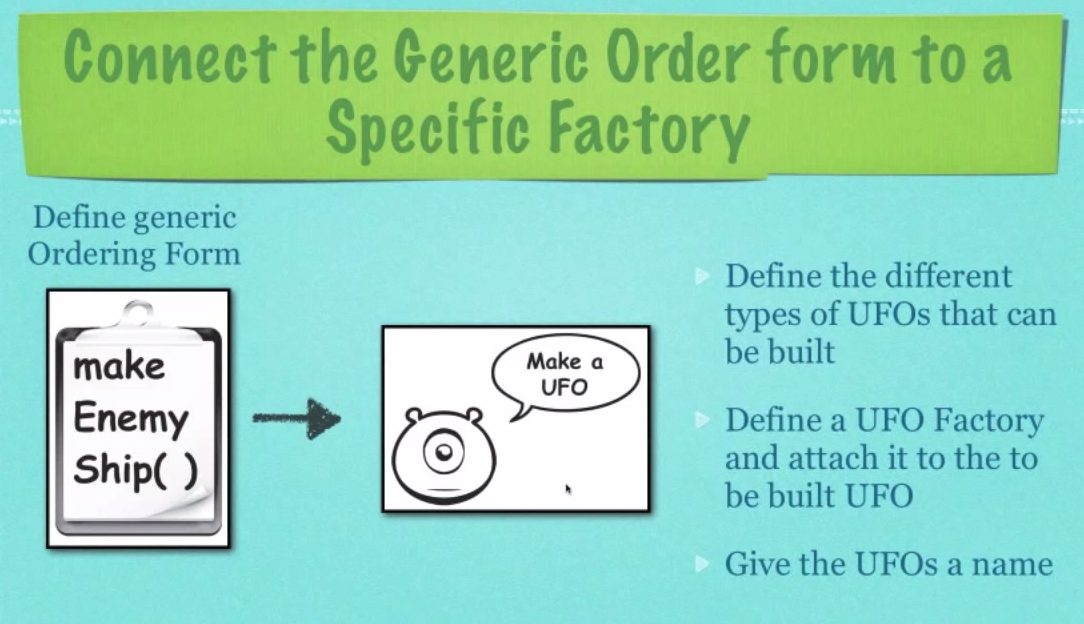 Connect the Generic Order form to a
Specific Factory
Define generic
Ordering Form
make
Enemy
Ship( )
Make a
UFO
Define the different
types of UFOs that can
be built
Define a UFO Factory
and attach it to the to
be built UFO
Give the UFOs a name